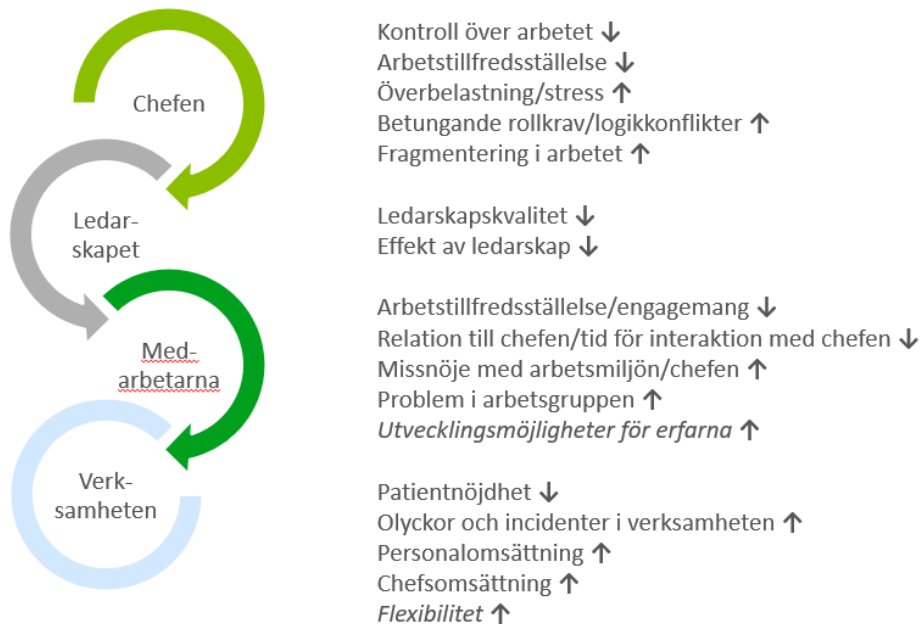 Chefen
Kontroll över arbetet ↓
Arbetstillfredsställelse ↓
Överbelastning/stress ↑
Betungande rollkrav/logikkonflikter ↑
Fragmentering i arbetet ↑
Ledar-
skapet
Ledarskapskvalitet ↓
Effekt av ledarskap ↓
Med-
arbetarna
Arbetstillfredsställelse/engagemang ↓
Relation till chefen/tid för interaktion med chefen ↓
Missnöje med arbetsmiljön/chefen ↑
Problem i arbetsgruppen ↑
Utvecklingsmöjligheter för erfarna ↑
Verk-
samheten
Patientnöjdhet ↓
Olyckor och incidenter i verksamheten ↑
Personalomsättning ↑
Chefsomsättning ↑
Flexibilitet ↑